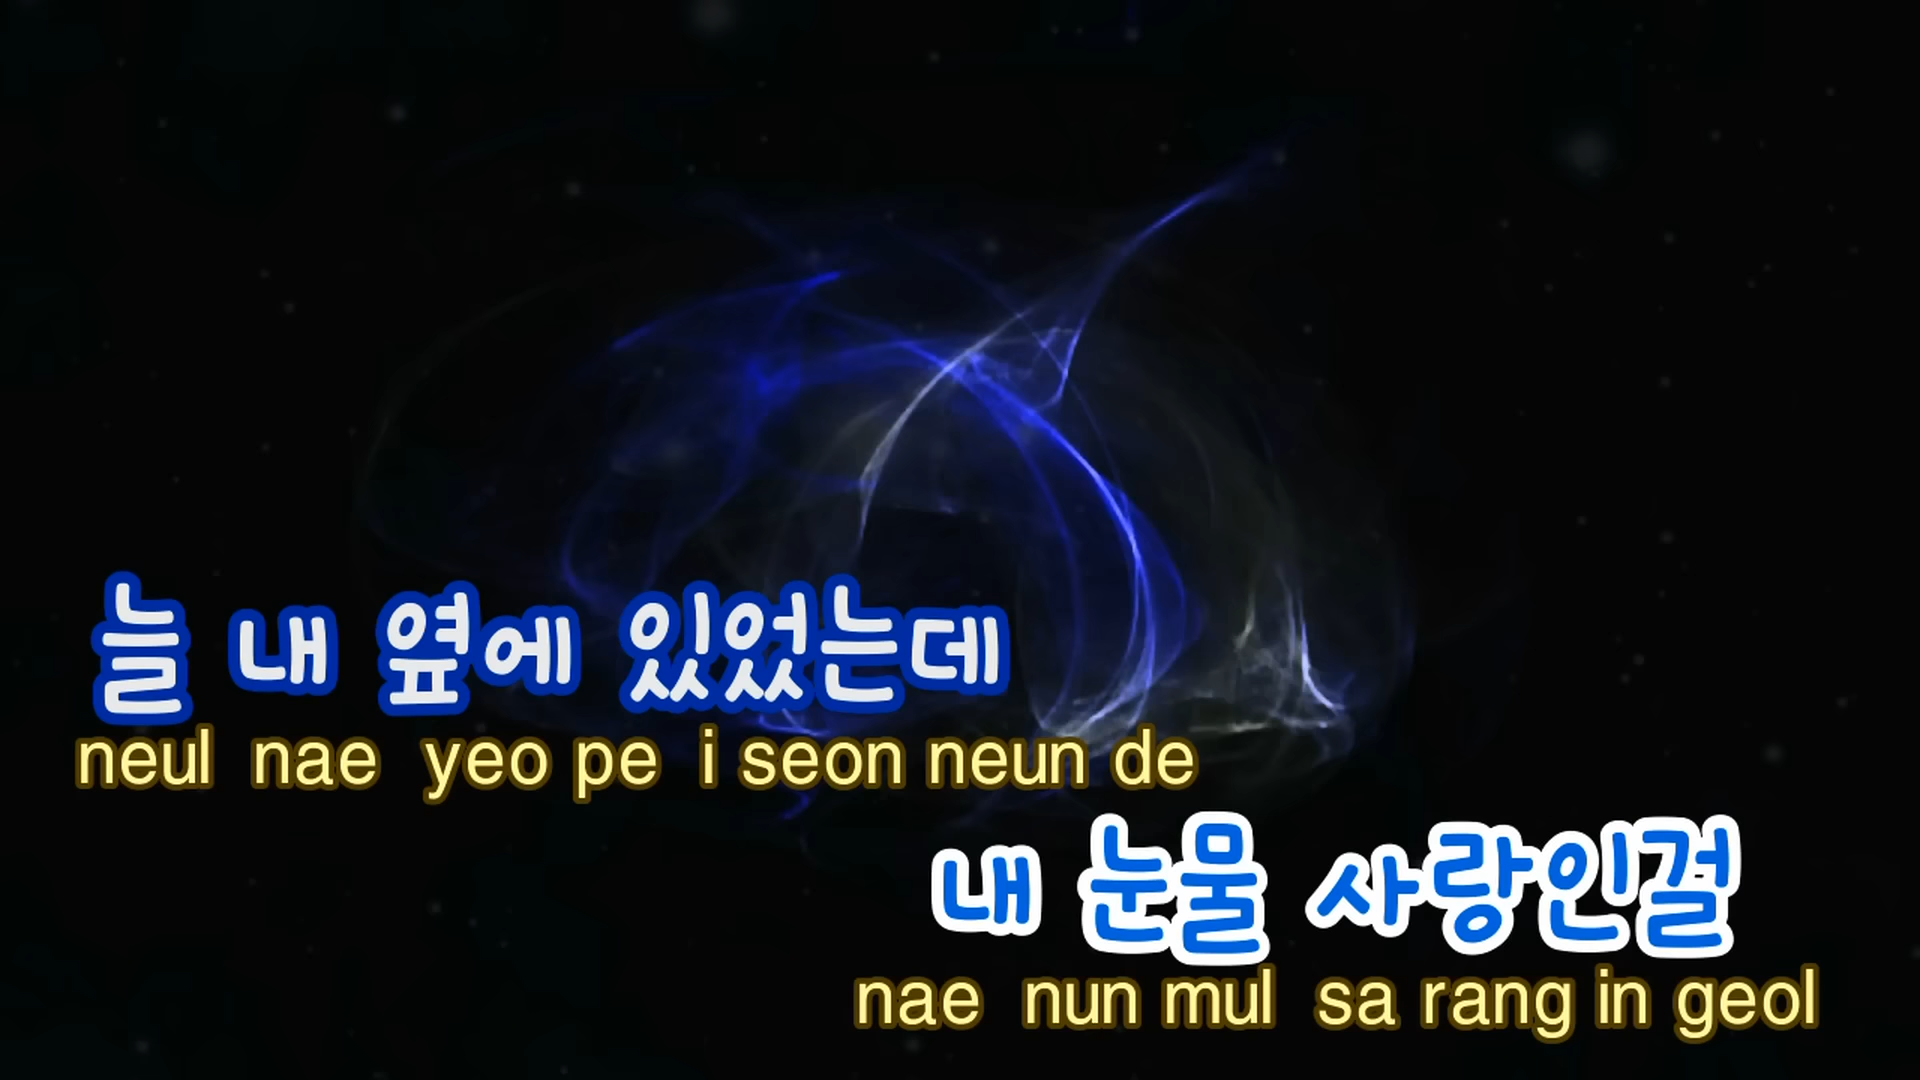 늘 내 옆에 있었는데
neul nae yeo pe i seon neun de
내 눈물 사랑인걸
nae nun mul sa rang in geol